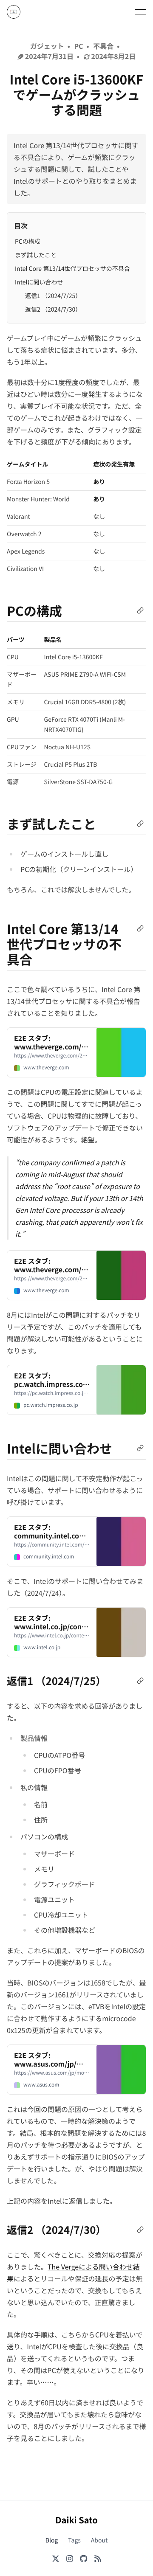 ガジェット • PC • 不具合 •
2024年7月31日 • 2024年8月2日
Intel Core i5-13600KF
でゲームがクラッシュ
する問題
Intel Core 第13/14世代プロセッサに関
する不具合により、ゲームが頻繁にクラッ
シュする問題に関して、試したことや
Intelのサポートとのやり取りをまとめま
した。
目次
PCの構成
まず試したこと
Intel Core 第13/14世代プロセッサの不具合
Intelに問い合わせ
返信1 （2024/7/25）
返信2 （2024/7/30）
ゲームプレイ中にゲームが頻繁にクラッシュ
して落ちる症状に悩まされています。多分、
もう1年以上。
最初は数十分に1度程度の頻度でしたが、最
近はひどい時は数分に一度発生するようにな
り、実質プレイ不可能な状況です。ただ、全
てのゲームでこれが起きるわけではなく、一
部ゲームのみです。また、グラフィック設定
を下げると頻度が下がる傾向にあります。
ゲームタイトル 症状の発生有無
Forza Horizon 5 あり
Monster Hunter: World あり
Valorant なし
Overwatch 2 なし
Apex Legends なし
Civilization VI なし
PCの構成
パーツ 製品名
CPU Intel Core i5-13600KF
マザーボー ASUS PRIME Z790-A WIFI-CSM
ド
メモリ Crucial 16GB DDR5-4800 (2枚)
GPU GeForce RTX 4070Ti (Manli M-
NRTX4070TIG)
CPUファン Noctua NH-U12S
ストレージ Crucial P5 Plus 2TB
電源 SilverStone SST-DA750-G
まず試したこと
ゲームのインストールし直し
PCの初期化（クリーンインストール）
もちろん、これでは解決しませんでした。
Intel Core 第13/14
世代プロセッサの不
具合
ここで色々調べているうちに、Intel Core 第
13/14世代プロセッサに関する不具合が報告
されていることを知りました。
E2E スタブ:
www.theverge.com/…
https://www.theverge.com/2…
www.theverge.com
この問題はCPUの電圧設定に関連しているよ
うで、この問題に関してすでに問題が起こっ
ている場合、CPUは物理的に故障しており、
ソフトウェアのアップデートで修正できない
可能性があるようです。絶望。
"the company confirmed a patch is
coming in mid-August that should
address the “root cause” of exposure to
elevated voltage. But if your 13th or 14th
Gen Intel Core processor is already
crashing, that patch apparently won’t fix
it.”
E2E スタブ:
www.theverge.com/…
https://www.theverge.com/2…
www.theverge.com
8月にはIntelがこの問題に対するパッチをリ
リース予定ですが、このパッチを適用しても
問題が解決しない可能性があるということに
なります。
E2E スタブ:
pc.watch.impress.co…
https://pc.watch.impress.co.j…
pc.watch.impress.co.jp
Intelに問い合わせ
Intelはこの問題に関して不安定動作が起こっ
ている場合、サポートに問い合わせるように
呼び掛けています。
E2E スタブ:
community.intel.co…
https://community.intel.com/…
community.intel.com
そこで、Intelのサポートに問い合わせてみま
した（2024/7/24）。
E2E スタブ:
www.intel.co.jp/con…
https://www.intel.co.jp/conte…
www.intel.co.jp
返信1 （2024/7/25）
すると、以下の内容を求める回答がありまし
た。
製品情報
CPUのATPO番号
CPUのFPO番号
私の情報
名前
住所
パソコンの構成
マザーボード
メモリ
グラフィックボード
電源ユニット
CPU冷却ユニット
その他増設機器など
また、これらに加え、マザーボードのBIOSの
アップデートの提案がありました。
当時、BIOSのバージョンは1658でしたが、最
新のバージョン1661がリリースされていまし
た。このバージョンには、eTVBをIntelの設定
に合わせて動作するようにするmicrocode
0x125の更新が含まれています。
E2E スタブ:
www.asus.com/jp/…
https://www.asus.com/jp/mo…
www.asus.com
これは今回の問題の原因の一つとして考えら
れているもので、一時的な解決策のようで
す。結局、根本的な問題を解決するためには8
月のパッチを待つ必要があるようですが、と
りあえずサポートの指示通りにBIOSのアップ
デートを行いました。が、やはり問題は解決
しませんでした。
上記の内容をIntelに返信しました。
返信2 （2024/7/30）
ここで、驚くべきことに、交換対応の提案が
ありました。The Vergeによる問い合わせ結
果によるとリコールや保証の延長の予定は無
いということだったので、交換もしてもらえ
ないと思い込んでいたので、正直驚きまし
た。
具体的な手順は、こちらからCPUを着払いで
送り、IntelがCPUを検査した後に交換品（良
品）を送ってくれるというものです。つま
り、その間はPCが使えないということになり
ます。辛い……。
とりあえず60日以内に済ませれば良いようで
す。交換品が届いてもまた壊れたら意味がな
いので、8月のパッチがリリースされるまで様
子を見ることにしました。
Daiki Sato
Blog Tags About